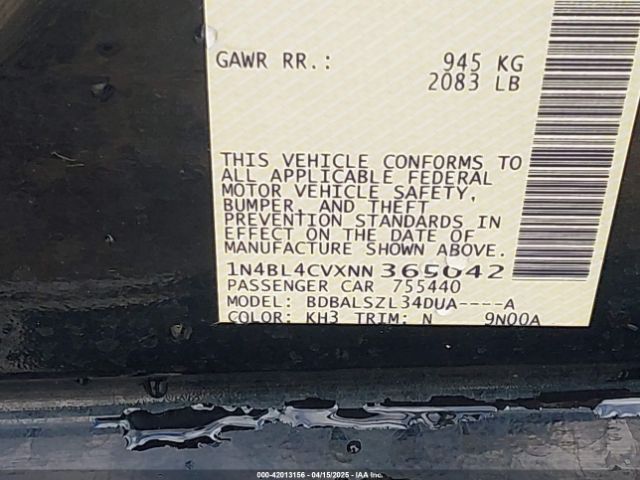 GAWR RR.: 945 KG
2083 LB
THIS VEHICLE CONFORMS TO
ALL APPLICABLE FEDERAL
MOTOR VEHICLE SAFETY,
BUMPER, AND THEFT
PREVENTION STANDARDS IN
EFFECT ON THE DATE OF
MANUFACTURE SHOWN ABOVE.
1N4BL4CVXNN 365042
PASSENGER CAR 755440
MODEL: BDBALSZL34DUA----A
COLOR: KH3 TRIM: N 9N00A
000-42013156 - 04/15/2025 - IAA Inc.